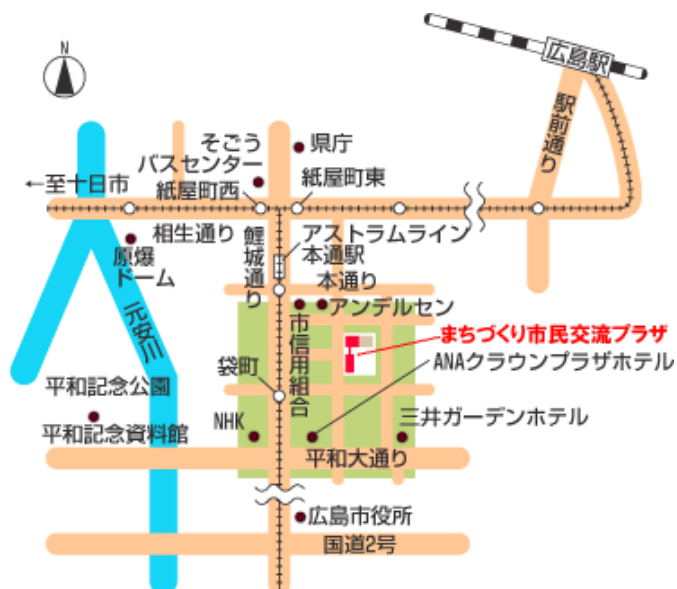 N
広島駅
駅前通り
そごう
バスセンター
県庁
紙屋町西
紙屋町東
←至十日市
相生通り
鯉城通り
アストラムライン
本通駅
本通り
原爆
ドーム
元安川
アンデルセン
市信用組合
まちづくり市民交流プラザ
ANAクラウンプラザホテル
袋町
平和記念公園
平和記念資料館
NHK
三井ガーデンホテル
平和大通り
広島市役所
国道2号